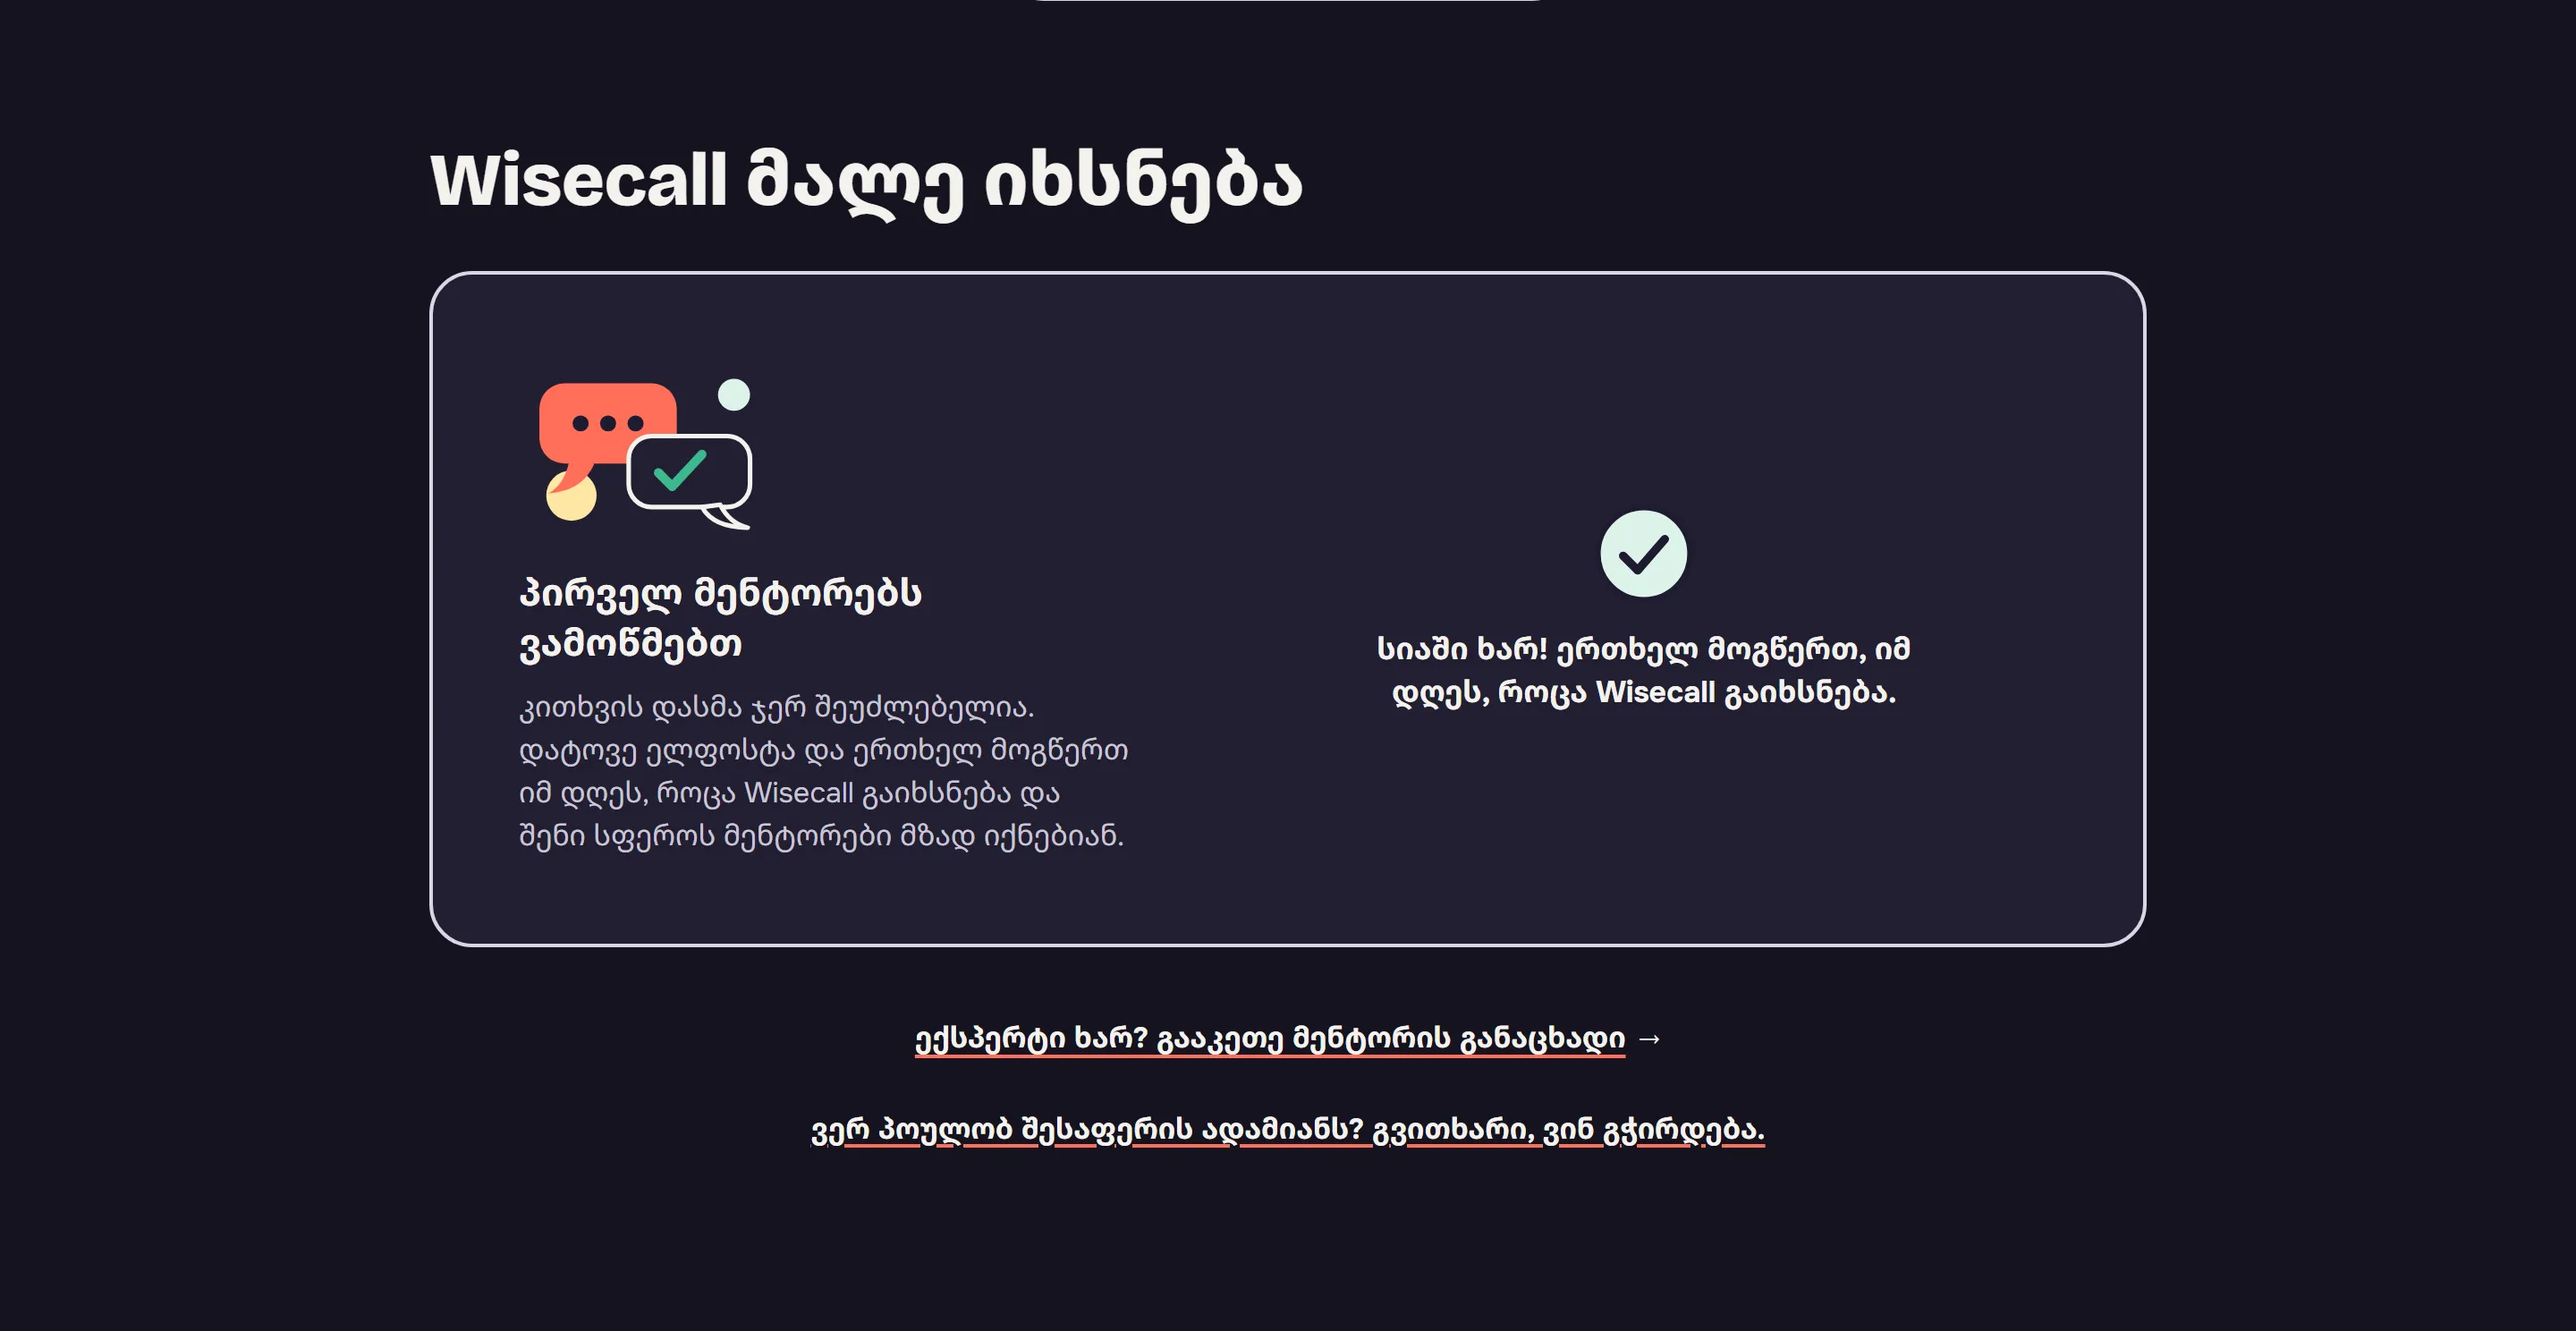 Wisecall მალე იხსნება
პირველ მენტორებს
ვამოწმებთ
კითხვის დასმა ჯერ შეუძლებელია.
დატოვე ელფოსტა და ერთხელ მოგწერთ
იმ დღეს, როცა Wisecall გაიხსნება და
შენი სფეროს მენტორები მზად იქნებიან.
სიაში ხარ! ერთხელ მოგწერთ, იმ
დღეს, როცა Wisecall გაიხსნება.
ექსპერტი ხარ? გააკეთე მენტორის განაცხადი →
ვერ პოულობ შესაფერის ადამიანს? გვითხარი, ვინ გჭირდება.